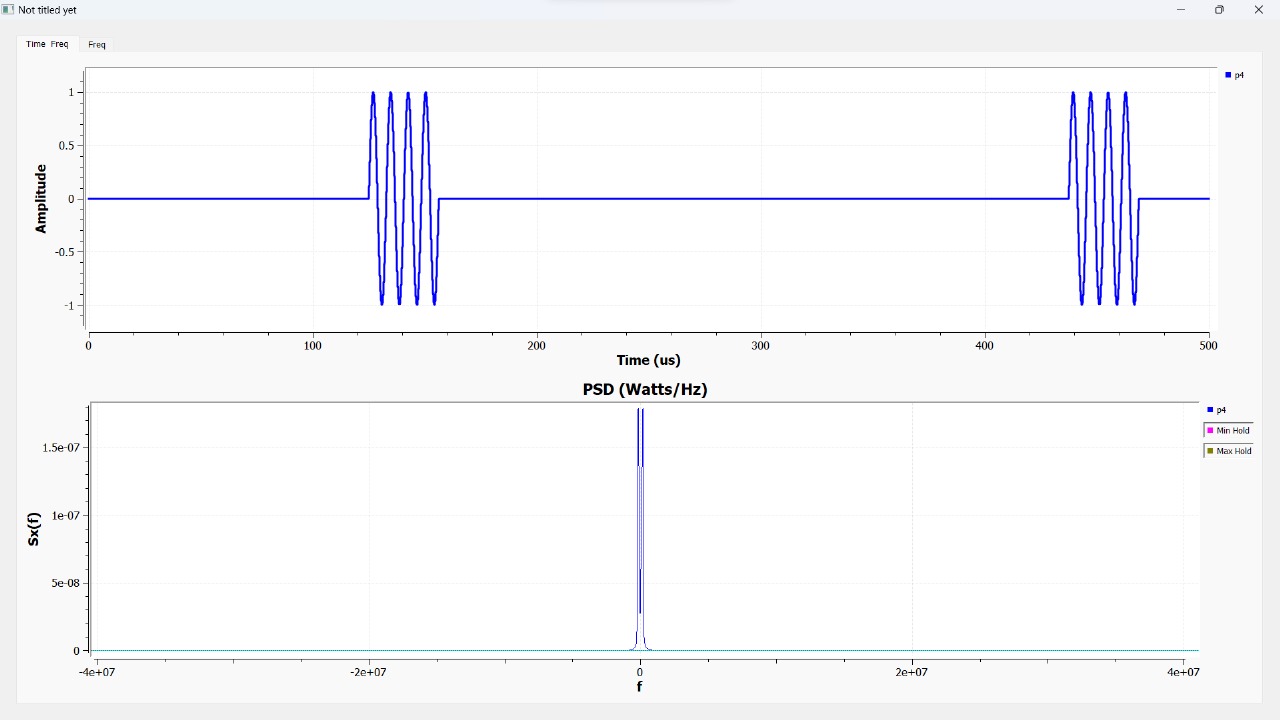 Not titled yet
Time Freq
Freq
Amplitude
1
0.5
0
-0.5
-1
p4
0 100 200 300 400 500
Time (us)
PSD (Watts/Hz)
Sx(f)
1.5e-07
1e-07
5e-08
0
p4
Min Hold
Max Hold
-4e+07 -2e+07 0 2e+07 4e+07
f